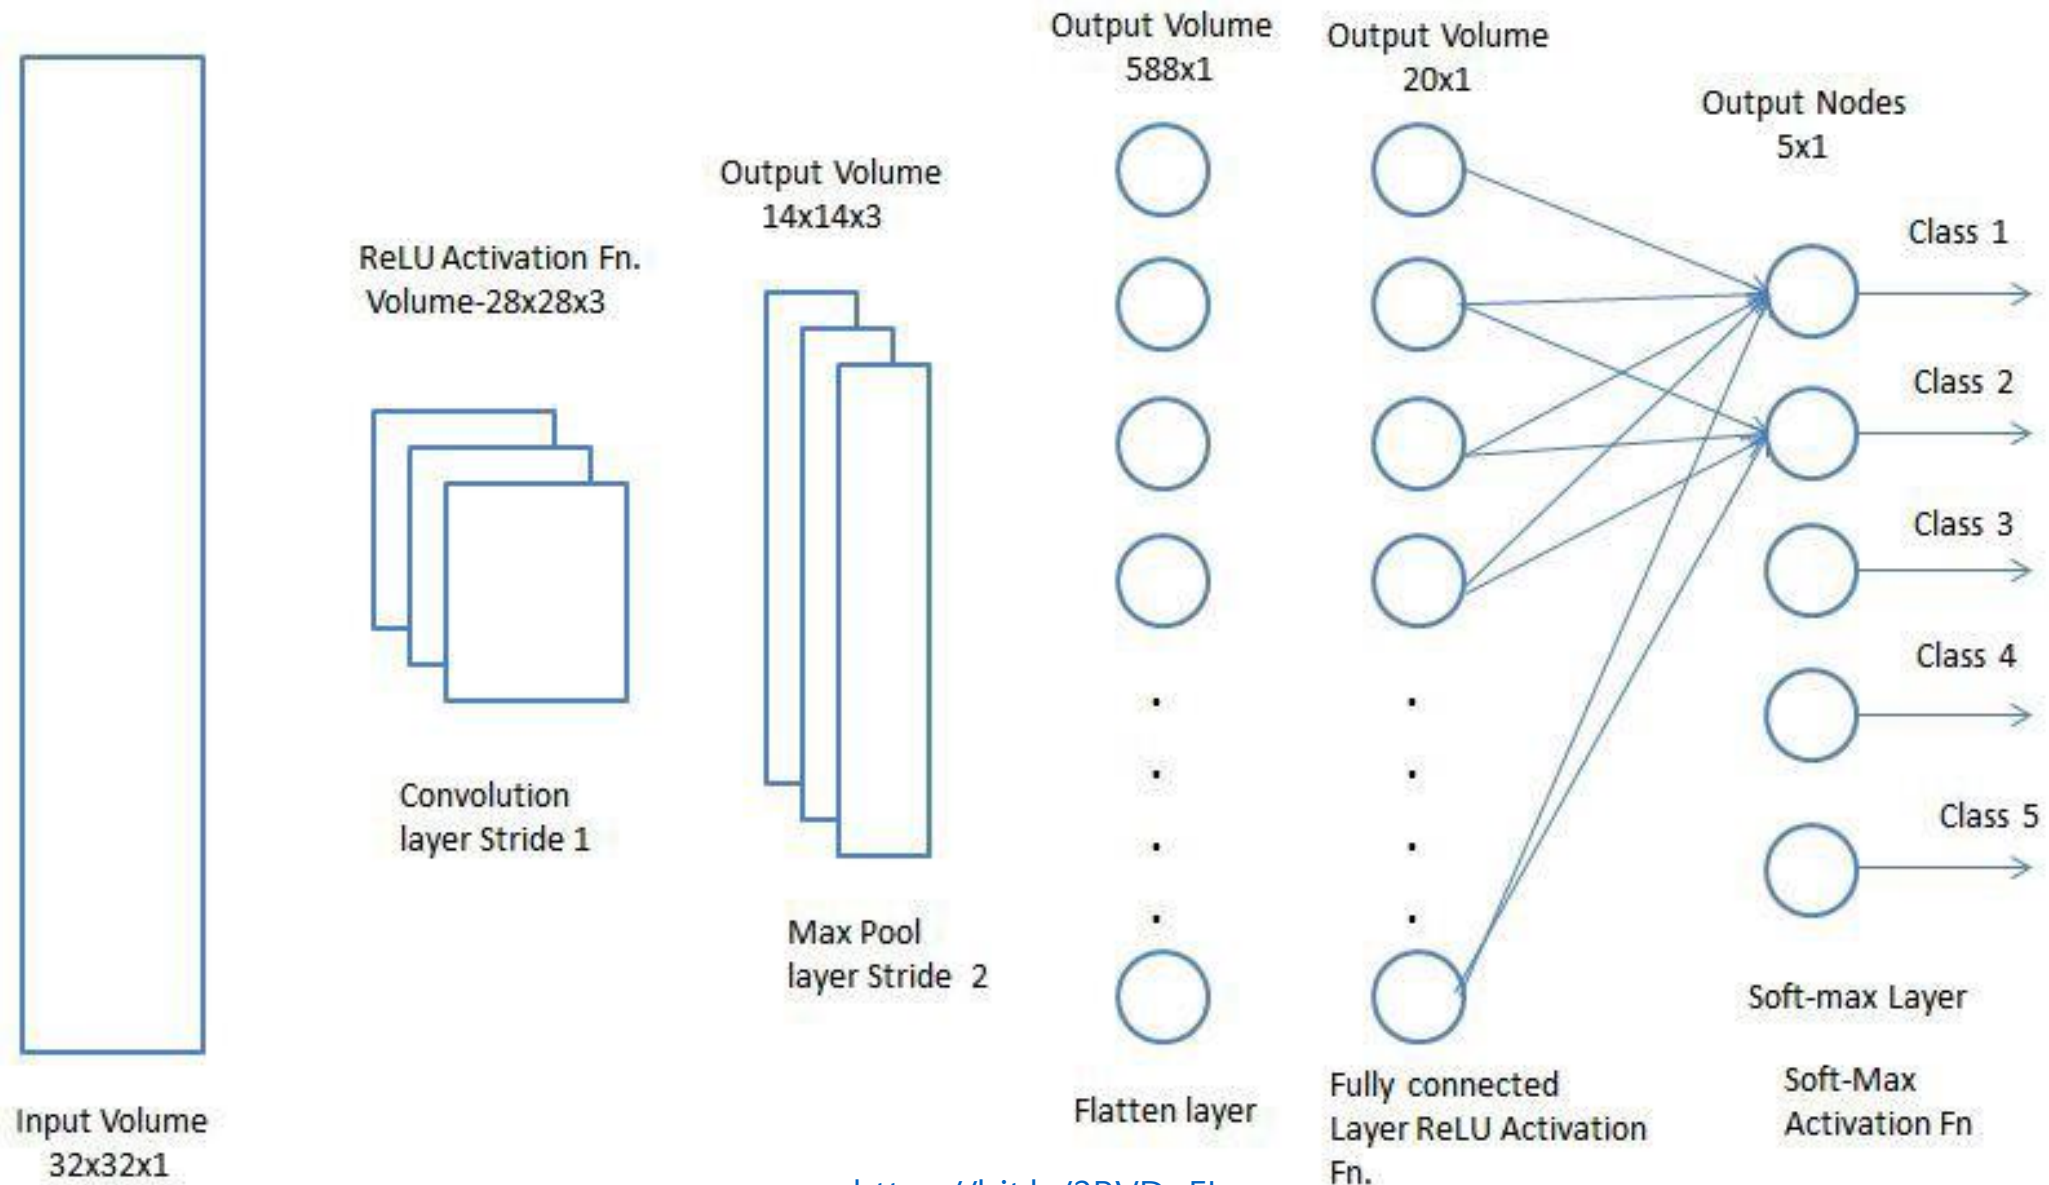 Output Volume
588x1
Output Volume
20x1
Output Nodes
5x1
Output Volume
14x14x3
ReLU Activation Fn.
Volume-28x28x3
Class 1
Class 2
Class 3
Class 4
Class 5
Convolution
layer Stride 1
Max Pool
layer Stride 2
Soft-max Layer
Soft-Max
Activation Fn
Flatten layer
Fully connected
Layer ReLU Activation
Fn.
Input Volume
32x32x1